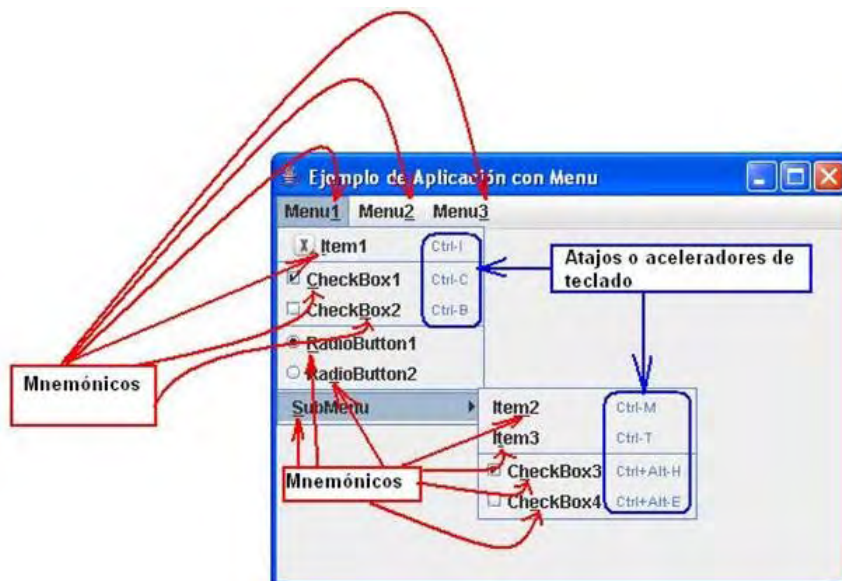 Ejemplo de Aplicación con Menu
Menu1 Menu2 Menu3
X Item1 Ctrl-I
CheckBox1 Ctrl-C
CheckBox2 Ctrl-B
RadioButton1
RadioButton2
SubMenu
Item2 Ctrl-M
Item3 Ctrl-T
CheckBox3 Ctrl+Alt-H
CheckBox4 Ctrl+Alt-E
Atajos o aceleradores de
teclado
Mnemónicos
Mnemónicos